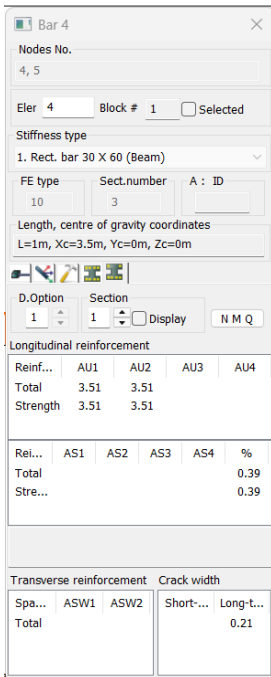 Bar 4
Nodes No.
4, 5
Eler 4 Block # 1 Selected
Stiffness type
1. Rect. bar 30 X 60 (Beam)
FE type Sect.number A : ID
10 3
Length, centre of gravity coordinates
L=1m, Xc=3.5m, Yc=0m, Zc=0m
D.Option Section
1 1 Display N M Q
Longitudinal reinforcement
Reinf... AU1 AU2 AU3 AU4
Total 3.51 3.51
Strength 3.51 3.51
Rei... AS1 AS2 AS3 AS4 %
Total 0.39
Stre... 0.39
Transverse reinforcement Crack width
Spa... ASW1 ASW2 Short-... Long-t...
Total 0.21